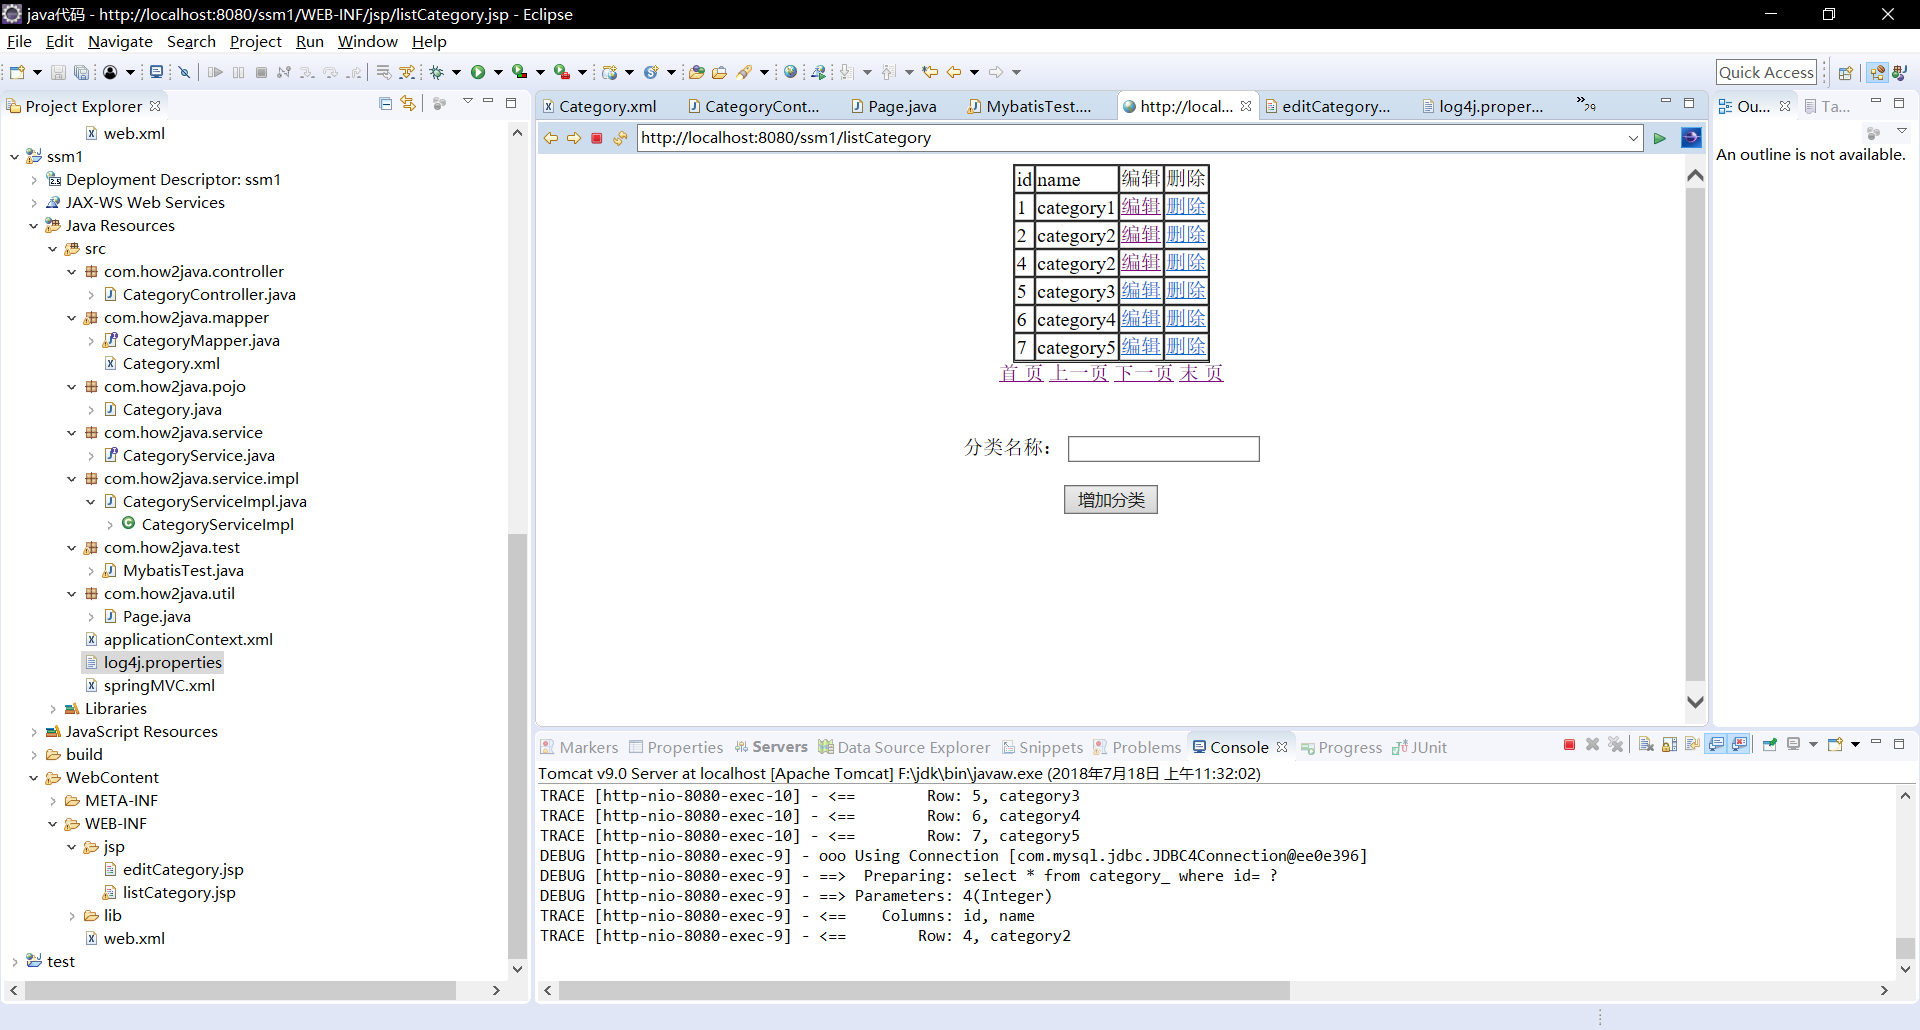 java代码 - http://localhost:8080/ssm1/WEB-INF/jsp/listCategory.jsp - Eclipse
File Edit Navigate Search Project Run Window Help
Quick Access
Project Explorer
web.xml
ssm1
Deployment Descriptor: ssm1
JAX-WS Web Services
Java Resources
src
com.how2java.controller
CategoryController.java
com.how2java.mapper
CategoryMapper.java
Category.xml
com.how2java.pojo
Category.java
com.how2java.service
CategoryService.java
com.how2java.service.impl
CategoryServiceImpl.java
CategoryServiceImpl
com.how2java.test
MybatisTest.java
com.how2java.util
Page.java
applicationContext.xml
log4j.properties
springMVC.xml
Libraries
JavaScript Resources
build
WebContent
META-INF
WEB-INF
jsp
editCategory.jsp
listCategory.jsp
lib
web.xml
test
Category.xml CategoryCont... Page.java MybatisTest.... http://local... editCategory... log4j.proper... »29
http://localhost:8080/ssm1/listCategory
id name 编辑 删除
1 category1 编辑 删除
2 category2 编辑 删除
4 category2 编辑 删除
5 category3 编辑 删除
6 category4 编辑 删除
7 category5 编辑 删除
首 页 上一页 下一页 末 页
分类名称：
增加分类
Ou... Ta...
An outline is not available.
Markers Properties Servers Data Source Explorer Snippets Problems Console Progress JUnit
Tomcat v9.0 Server at localhost [Apache Tomcat] F:\jdk\bin\javaw.exe (2018年7月18日 上午11:32:02)
TRACE [http-nio-8080-exec-10] - <==        Row: 5, category3
TRACE [http-nio-8080-exec-10] - <==        Row: 6, category4
TRACE [http-nio-8080-exec-10] - <==        Row: 7, category5
DEBUG [http-nio-8080-exec-9] - ooo Using Connection [com.mysql.jdbc.JDBC4Connection@ee0e396]
DEBUG [http-nio-8080-exec-9] - ==>  Preparing: select * from category_ where id= ?
DEBUG [http-nio-8080-exec-9] - ==> Parameters: 4(Integer)
TRACE [http-nio-8080-exec-9] - <==    Columns: id, name
TRACE [http-nio-8080-exec-9] - <==        Row: 4, category2